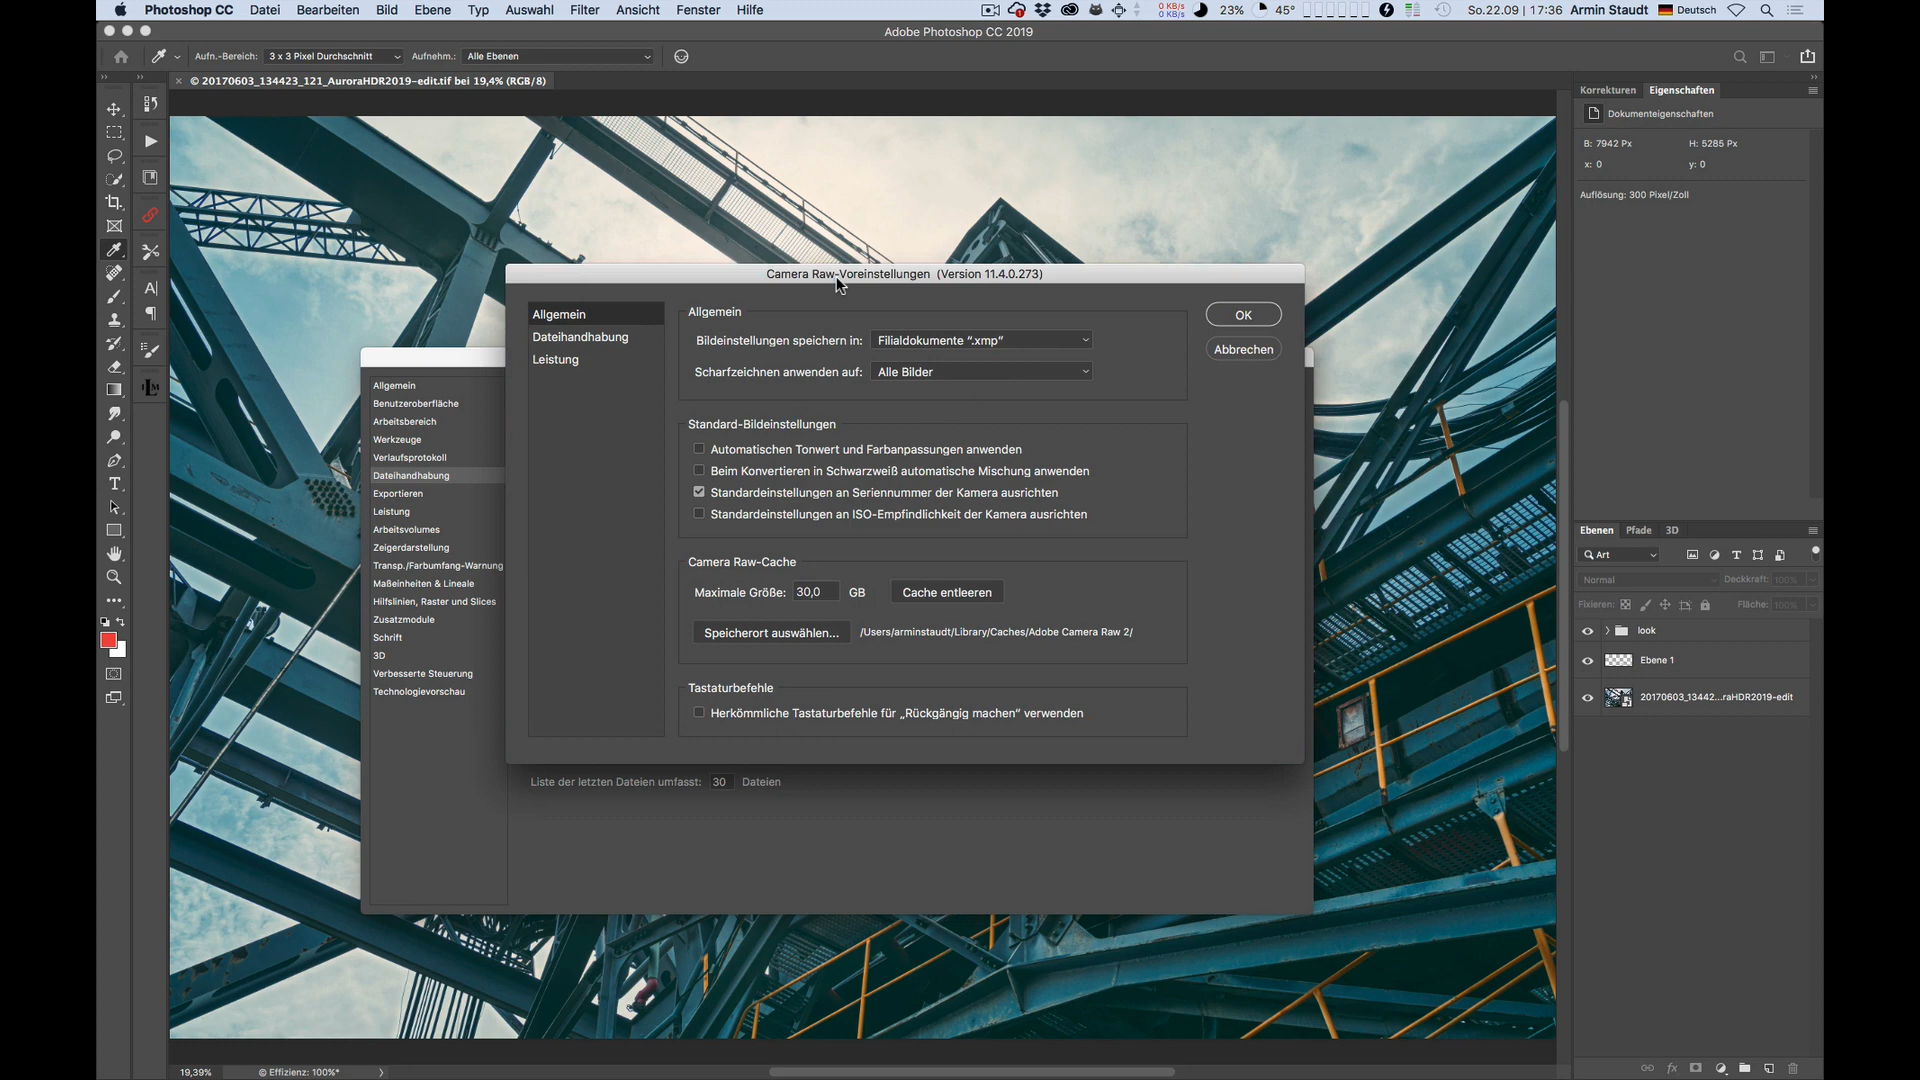 Photoshop CC Datei Bearbeiten Bild Ebene Typ Auswahl Filter Ansicht Fenster Hilfe 0 KB/s 0 KB/s 23% 45° So.22.09 | 17:36 Armin Staudt Deutsch
Adobe Photoshop CC 2019
Aufn.-Bereich: 3 x 3 Pixel Durchschnitt Aufnehm.: Alle Ebenen
× © 20170603_134423_121_AuroraHDR2019-edit.tif bei 19,4% (RGB/8)
Korrekturen Eigenschaften
Dokumenteigenschaften
B: 7942 Px H: 5285 Px
x: 0 y: 0
Auflösung: 300 Pixel/Zoll
Camera Raw-Voreinstellungen (Version 11.4.0.273)
Allgemein
Dateihandhabung
Leistung
Allgemein
Bildeinstellungen speichern in: Filialdokumente “.xmp”
Scharfzeichnen anwenden auf: Alle Bilder
OK
Abbrechen
Standard-Bildeinstellungen
Automatischen Tonwert und Farbanpassungen anwenden
Beim Konvertieren in Schwarzweiß automatische Mischung anwenden
Standardeinstellungen an Seriennummer der Kamera ausrichten
Standardeinstellungen an ISO-Empfindlichkeit der Kamera ausrichten
Camera Raw-Cache
Maximale Größe: 30,0 GB Cache entleeren
Speicherort auswählen... /Users/arminstaudt/Library/Caches/Adobe Camera Raw 2/
Tastaturbefehle
Herkömmliche Tastaturbefehle für „Rückgängig machen“ verwenden
Allgemein
Benutzeroberfläche
Arbeitsbereich
Werkzeuge
Verlaufsprotokoll
Dateihandhabung
Exportieren
Leistung
Arbeitsvolumes
Zeigerdarstellung
Transp./Farbumfang-Warnung
Maßeinheiten & Lineale
Hilfslinien, Raster und Slices
Zusatzmodule
Schrift
3D
Verbesserte Steuerung
Technologievorschau
Liste der letzten Dateien umfasst: 30 Dateien
Ebenen Pfade 3D
Art
Normal Deckkraft: 100%
Fixieren: Fläche: 100%
look
Ebene 1
20170603_13442...raHDR2019-edit
19,39% © Effizienz: 100%*